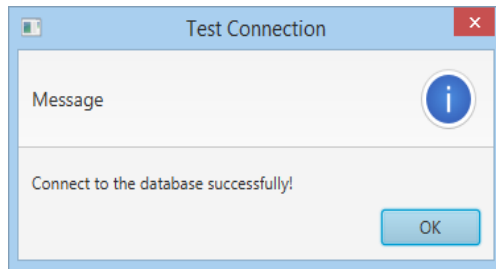 Test Connection
Message
Connect to the database successfully!
OK